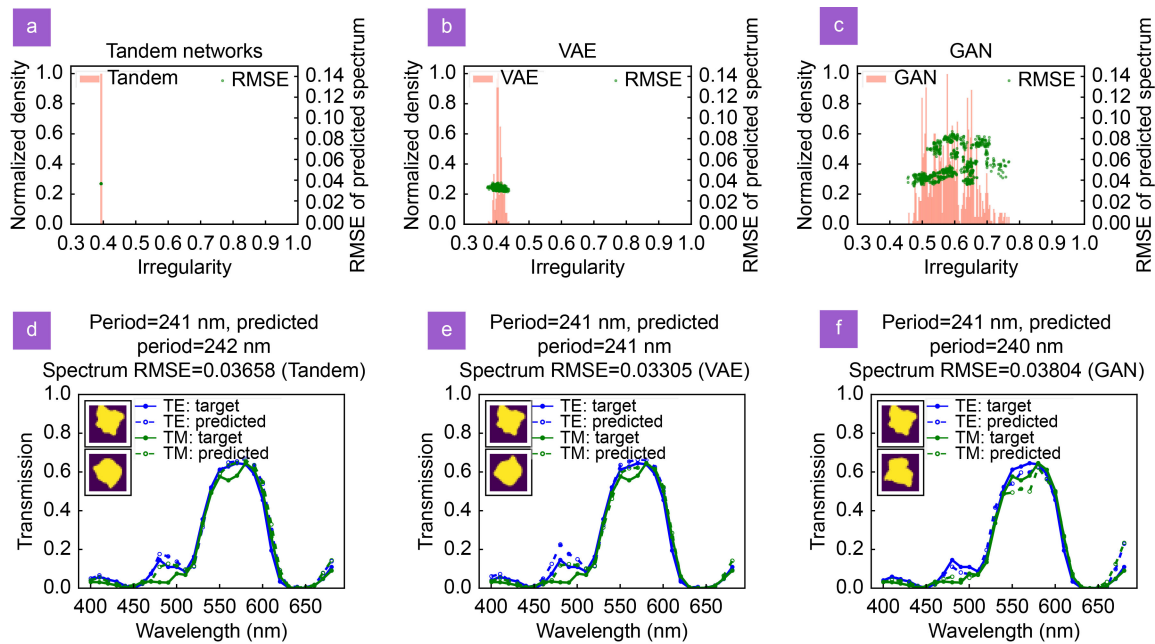 a
Tandem networks
Normalized density
1.0
0.8
0.6
0.4
0.2
0
Tandem
RMSE
0.14
0.12
0.10
0.08
0.06
0.04
0.02
0.00
RMSE of predicted spectrum
0.3 0.4 0.5 0.6 0.7 0.8 0.9 1.0
Irregularity
b
VAE
Normalized density
1.0
0.8
0.6
0.4
0.2
0
VAE
RMSE
0.14
0.12
0.10
0.08
0.06
0.04
0.02
0.00
RMSE of predicted spectrum
0.3 0.4 0.5 0.6 0.7 0.8 0.9 1.0
Irregularity
c
GAN
Normalized density
1.0
0.8
0.6
0.4
0.2
0
GAN
RMSE
0.14
0.12
0.10
0.08
0.06
0.04
0.02
0.00
RMSE of predicted spectrum
0.3 0.4 0.5 0.6 0.7 0.8 0.9 1.0
Irregularity
d
Period=241 nm, predicted
period=242 nm
Spectrum RMSE=0.03658 (Tandem)
Transmission
1.0
0.8
0.6
0.4
0.2
0.0
TE: target
TE: predicted
TM: target
TM: predicted
400 450 500 550 600 650
Wavelength (nm)
e
Period=241 nm, predicted
period=241 nm
Spectrum RMSE=0.03305 (VAE)
Transmission
1.0
0.8
0.6
0.4
0.2
0.0
TE: target
TE: predicted
TM: target
TM: predicted
400 450 500 550 600 650
Wavelength (nm)
f
Period=241 nm, predicted
period=240 nm
Spectrum RMSE=0.03804 (GAN)
Transmission
1.0
0.8
0.6
0.4
0.2
0.0
TE: target
TE: predicted
TM: target
TM: predicted
400 450 500 550 600 650
Wavelength (nm)